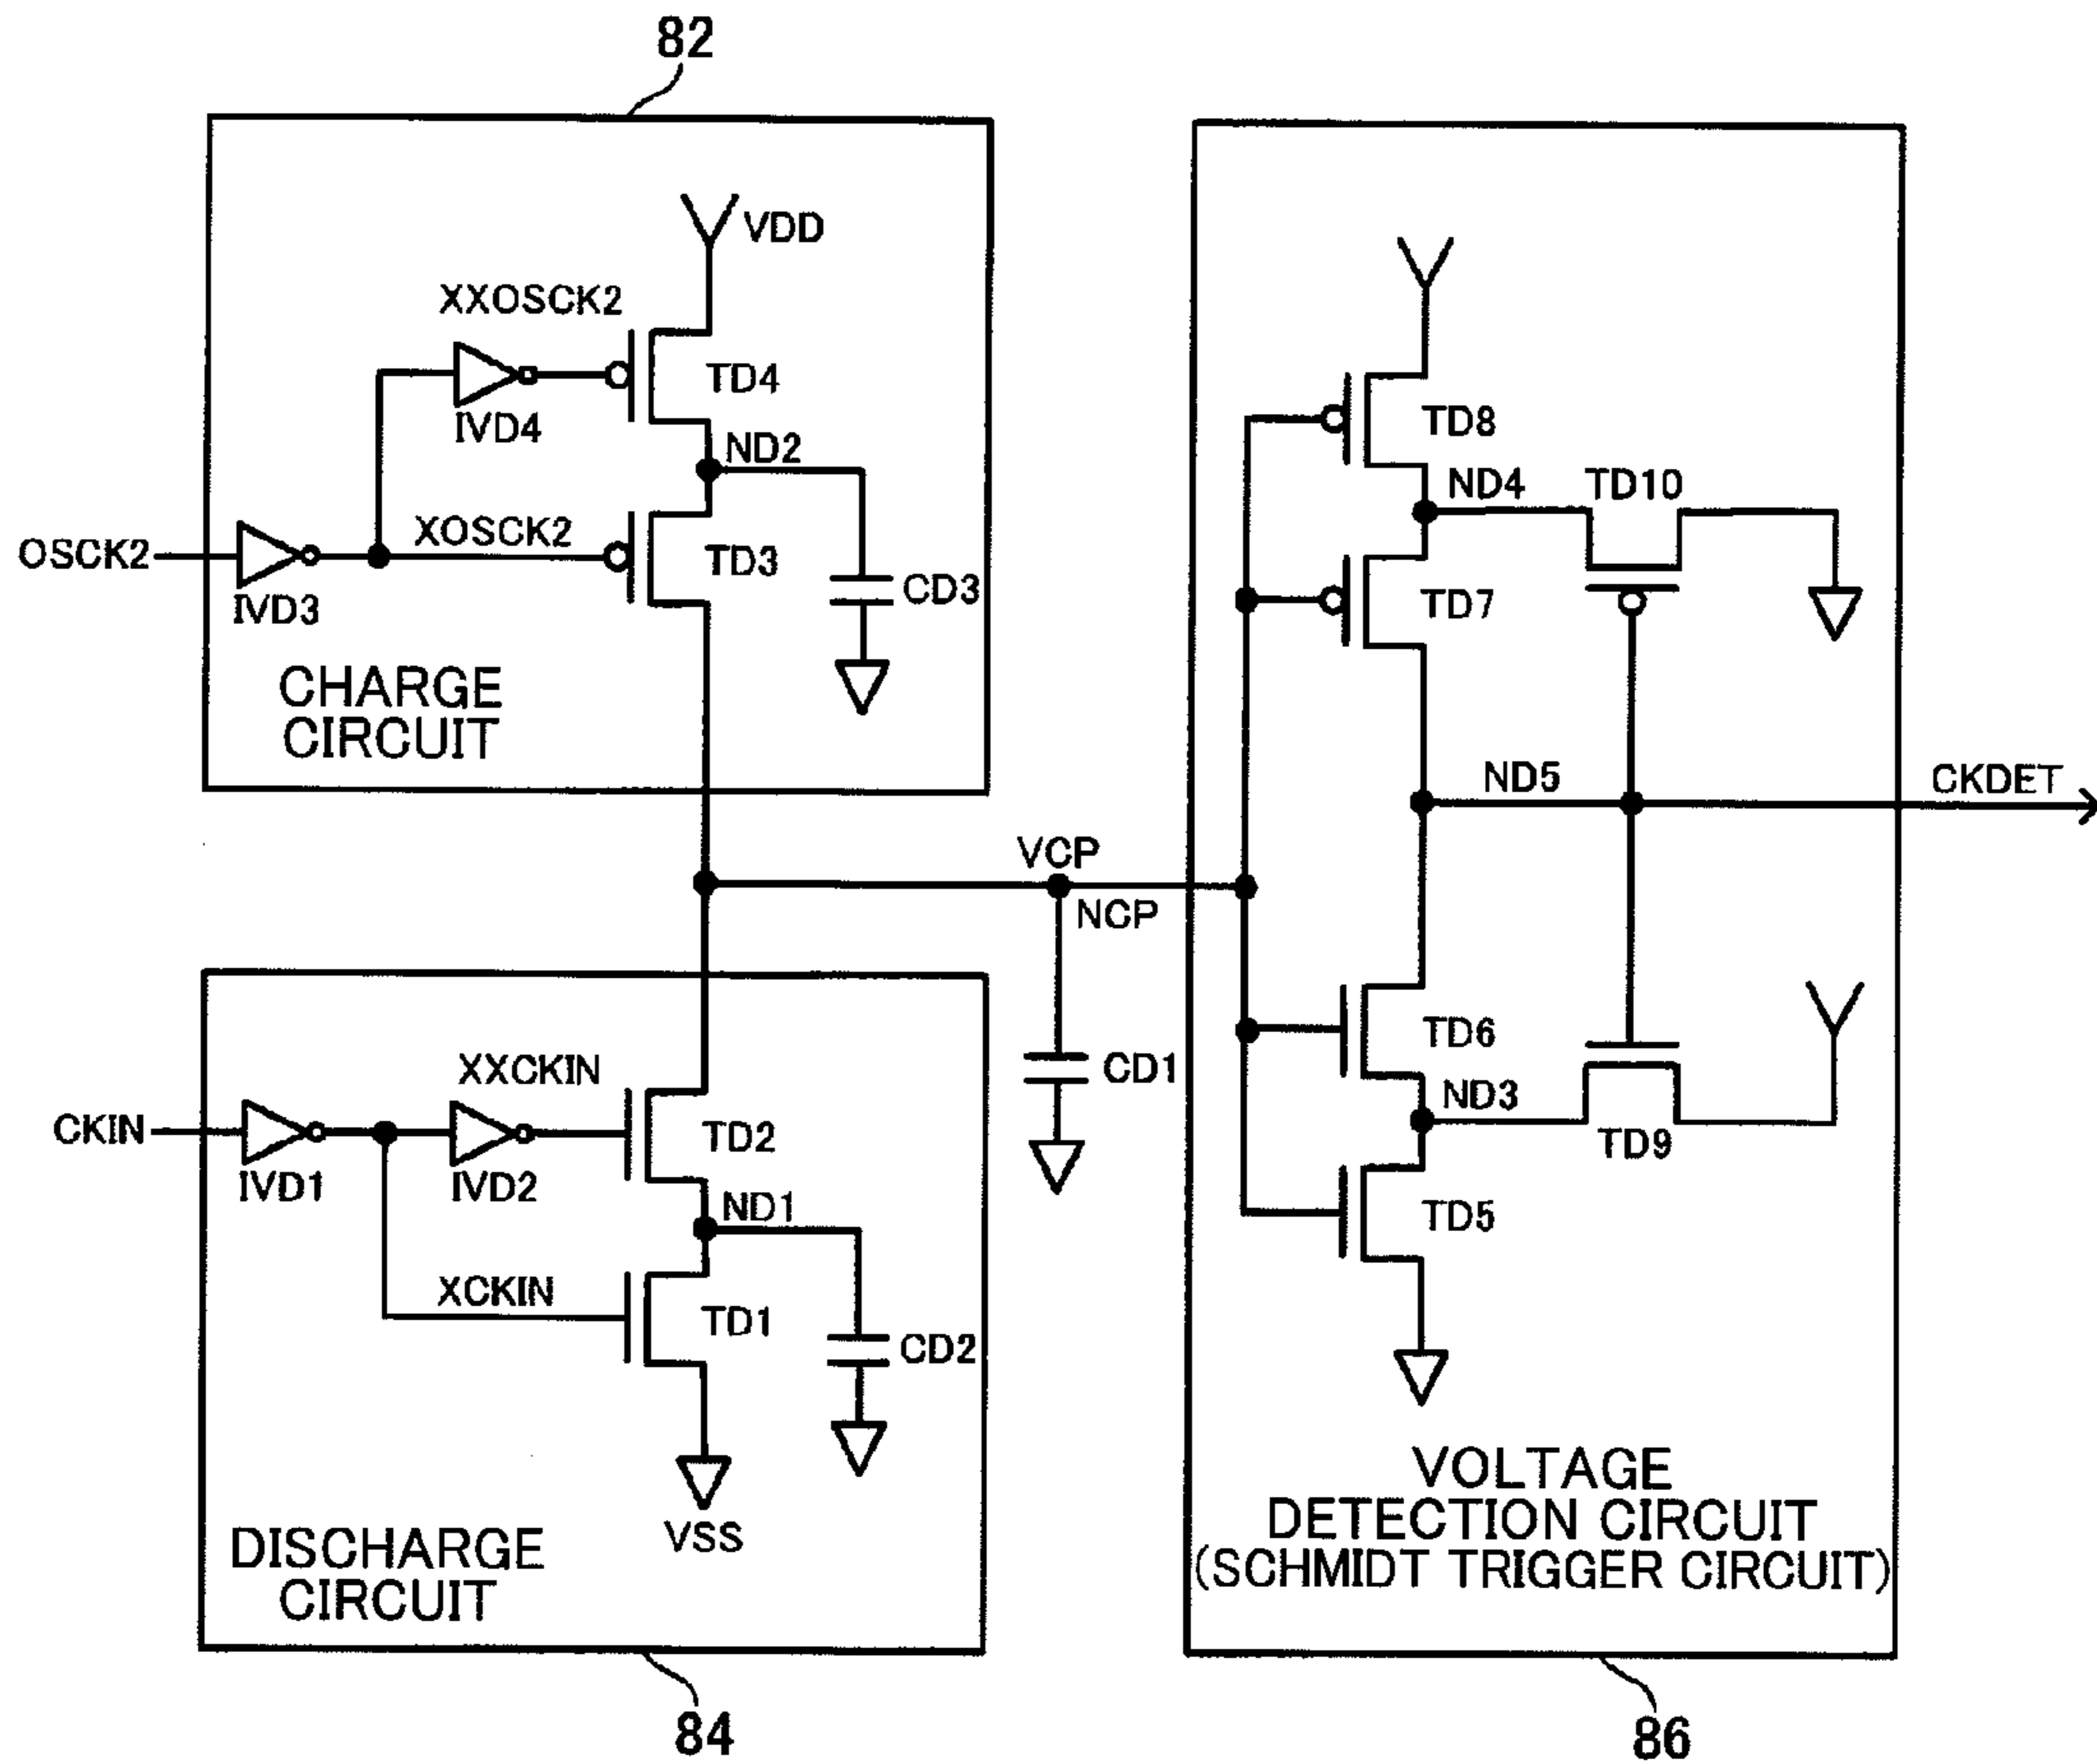 82
VDD
XXOSCK2
TD4
IVD4
ND2
OSCK2
XOSCK2
TD3
IVD3
CD3
CHARGE
CIRCUIT
TD8
ND4
TD10
TD7
ND5
CKDET
VCP
NCP
CD1
XXCKIN
CKIN
TD2
IVD1
IVD2
ND1
XCKIN
TD1
CD2
VSS
DISCHARGE
CIRCUIT
84
TD6
ND3
TD9
TD5
VOLTAGE
DETECTION CIRCUIT
(SCHMIDT TRIGGER CIRCUIT)
86